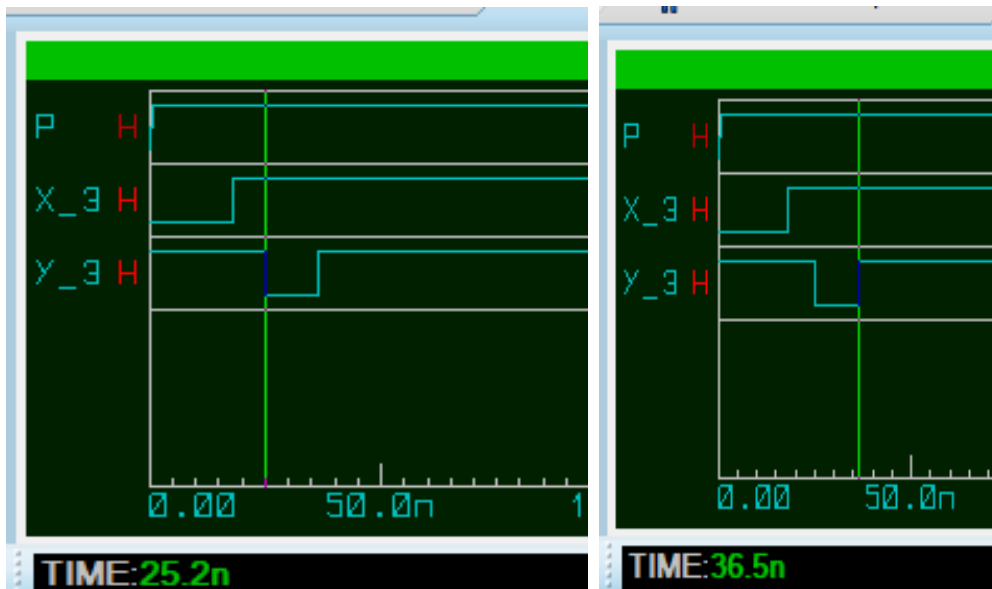 P H
X_3 H
Y_3 H
0.00 50.0n 1
TIME:25.2n
P H
X_3 H
Y_3 H
0.00 50.0n
TIME:36.5n